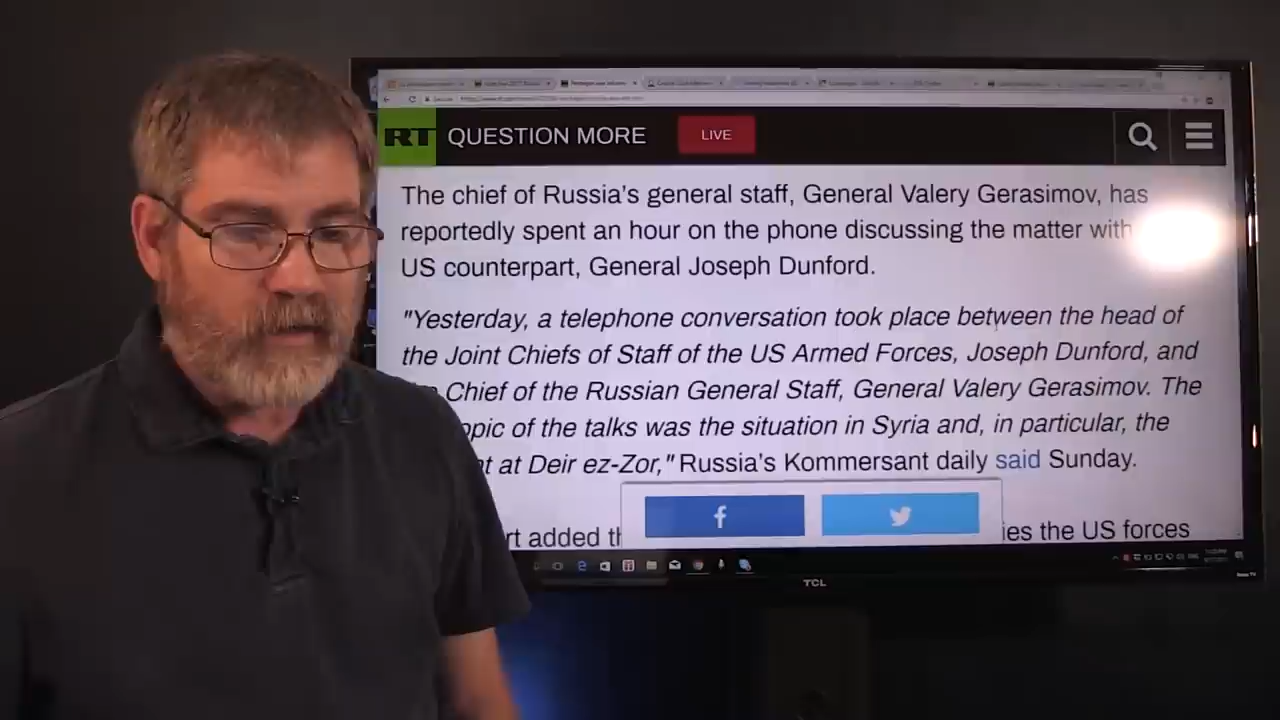 RT QUESTION MORE LIVE
The chief of Russia's general staff, General Valery Gerasimov, has
reportedly spent an hour on the phone discussing the matter with
US counterpart, General Joseph Dunford.
"Yesterday, a telephone conversation took place between the head of
the Joint Chiefs of Staff of the US Armed Forces, Joseph Dunford, and
Chief of the Russian General Staff, General Valery Gerasimov. The
of the talks was the situation in Syria and, in particular, the
at Deir ez-Zor," Russia's Kommersant daily said Sunday.
added
the US forces
TCL